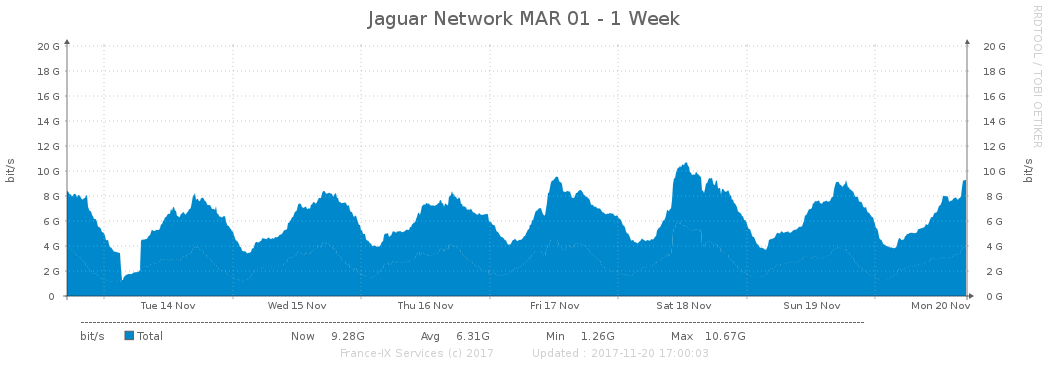 Jaguar Network MAR 01 - 1 Week
RRDTOOL / TOBI OETIKER
bit/s
20 G 20 G
18 G 18 G
16 G 16 G
14 G 14 G
12 G 12 G
10 G 10 G
8 G 8 G
6 G 6 G
4 G 4 G
2 G 2 G
0 0 G
bit/s
Tue 14 Nov Wed 15 Nov Thu 16 Nov Fri 17 Nov Sat 18 Nov Sun 19 Nov Mon 20 Nov
bit/s Total Now 9.28G Avg 6.31G Min 1.26G Max 10.67G
France-IX Services (c) 2017 Updated : 2017-11-20 17:00:03